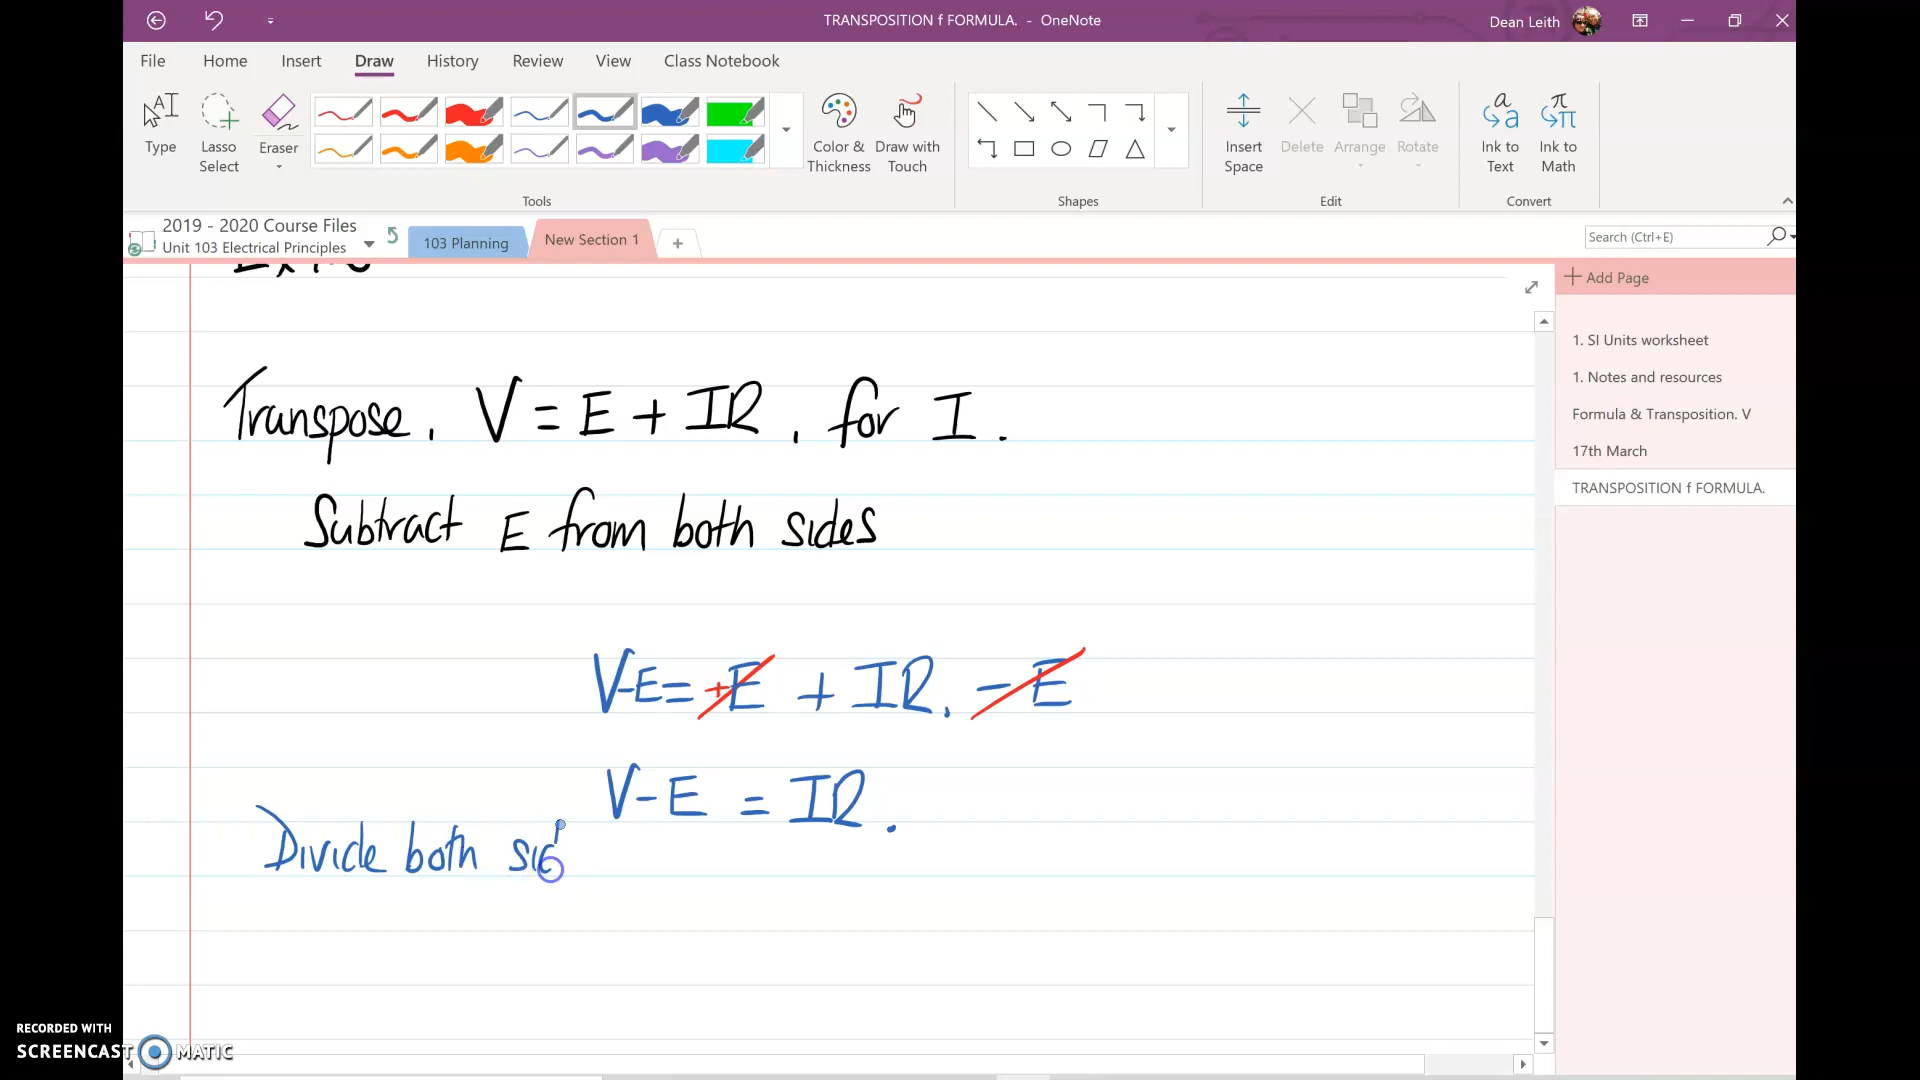 TRANSPOSITION f FORMULA. - OneNote
Dean Leith
File Home Insert Draw History Review View Class Notebook
Type
Lasso Select
Eraser
Color & Thickness
Draw with Touch
Insert Space
Delete
Arrange
Rotate
Ink to Text
Ink to Math
Tools
Shapes
Edit
Convert
2019 - 2020 Course Files
Unit 103 Electrical Principles
103 Planning
New Section 1
Search (Ctrl+E)
Add Page
1. SI Units worksheet
1. Notes and resources
Formula & Transposition. V
17th March
TRANSPOSITION f FORMULA.
Transpose, V = E + IR, for I.
Subtract E from both sides
V-E = +E + IR. - E
V - E = IR.
Divide both sid
RECORDED WITH
SCREENCAST MATIC